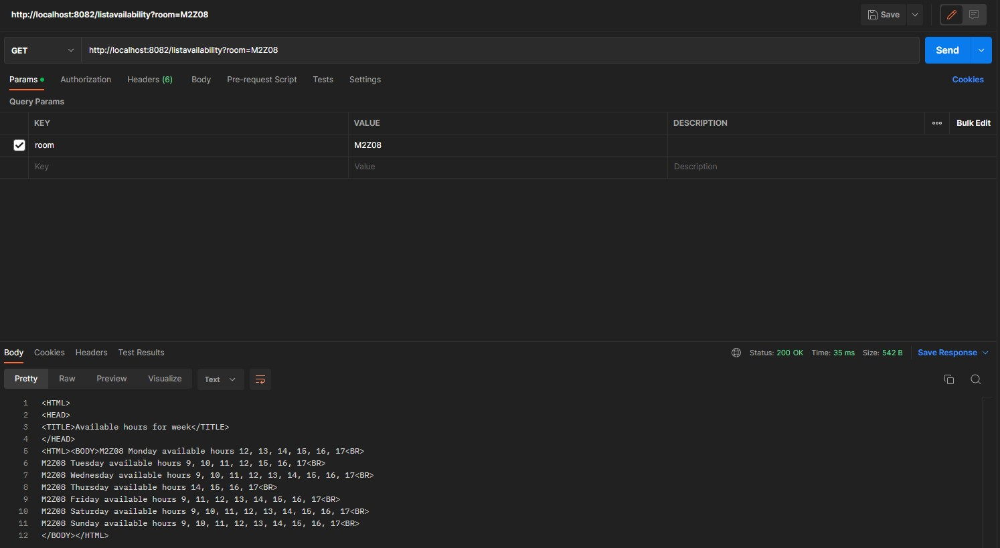 http://localhost:8082/listavailability?room=M2Z08 Save
GET http://localhost:8082/listavailability?room=M2Z08 Send
Params Authorization Headers (6) Body Pre-request Script Tests Settings Cookies
Query Params
KEY VALUE DESCRIPTION Bulk Edit
room M2Z08
Key Value Description
Body Cookies Headers Test Results Status: 200 OK Time: 35 ms Size: 542 B Save Response
Pretty Raw Preview Visualize Text
1 <HTML>
2 <HEAD>
3 <TITLE>Available hours for week</TITLE>
4 </HEAD>
5 <HTML><BODY>M2Z08 Monday available hours 12, 13, 14, 15, 16, 17<BR>
6 M2Z08 Tuesday available hours 9, 10, 11, 12, 15, 16, 17<BR>
7 M2Z08 Wednesday available hours 9, 10, 11, 12, 13, 14, 15, 16, 17<BR>
8 M2Z08 Thursday available hours 14, 15, 16, 17<BR>
9 M2Z08 Friday available hours 9, 11, 12, 13, 14, 15, 16, 17<BR>
10 M2Z08 Saturday available hours 9, 10, 11, 12, 13, 14, 15, 16, 17<BR>
11 M2Z08 Sunday available hours 9, 10, 11, 12, 13, 14, 15, 16, 17<BR>
12 </BODY></HTML>